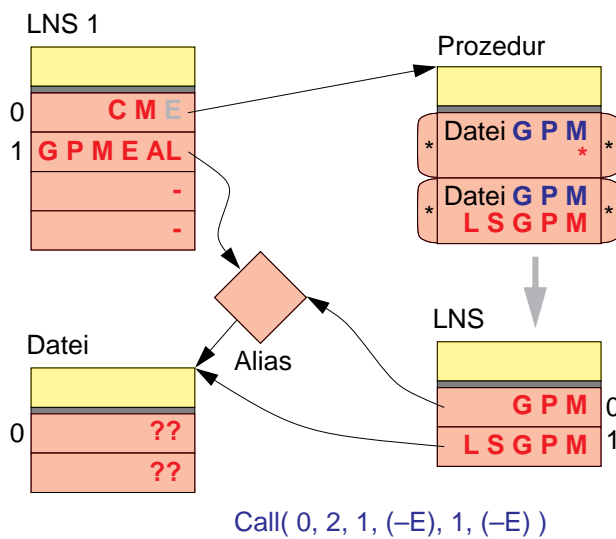 LNS 1
0 C M E
1 G P M E AL
-
-
Prozedur
Datei G P M
* * *
Datei G P M
* L S G P M *
Alias
Datei
0 ??
??
LNS
G P M 0
L S G P M 1
Call( 0, 2, 1, (–E), 1, (–E) )